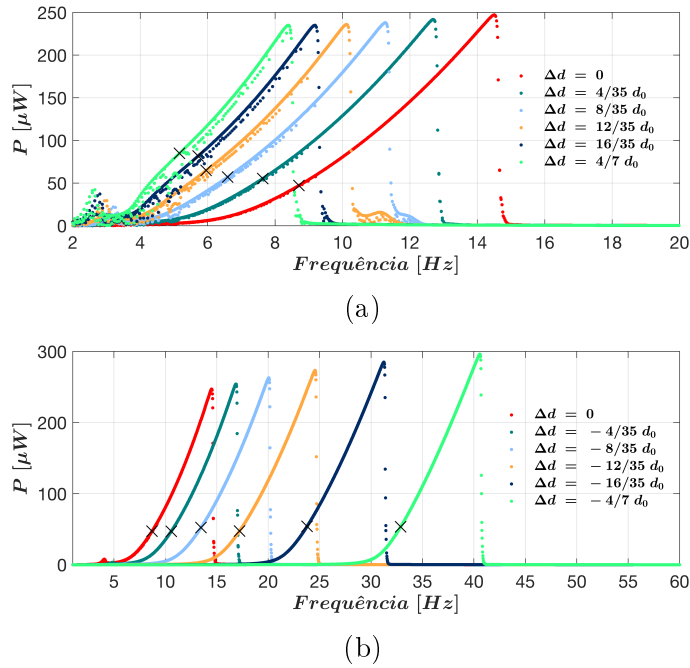 250
200
150
100
50
0
P [μW]
Δd = 0
Δd = 4/35 d₀
Δd = 8/35 d₀
Δd = 12/35 d₀
Δd = 16/35 d₀
Δd = 4/7 d₀
2 4 6 8 10 12 14 16 18 20
Frequência [Hz]
(a)
300
200
100
0
P [μW]
Δd = 0
Δd = − 4/35 d₀
Δd = − 8/35 d₀
Δd = − 12/35 d₀
Δd = − 16/35 d₀
Δd = − 4/7 d₀
5 10 15 20 25 30 35 40 45 50 55 60
Frequência [Hz]
(b)